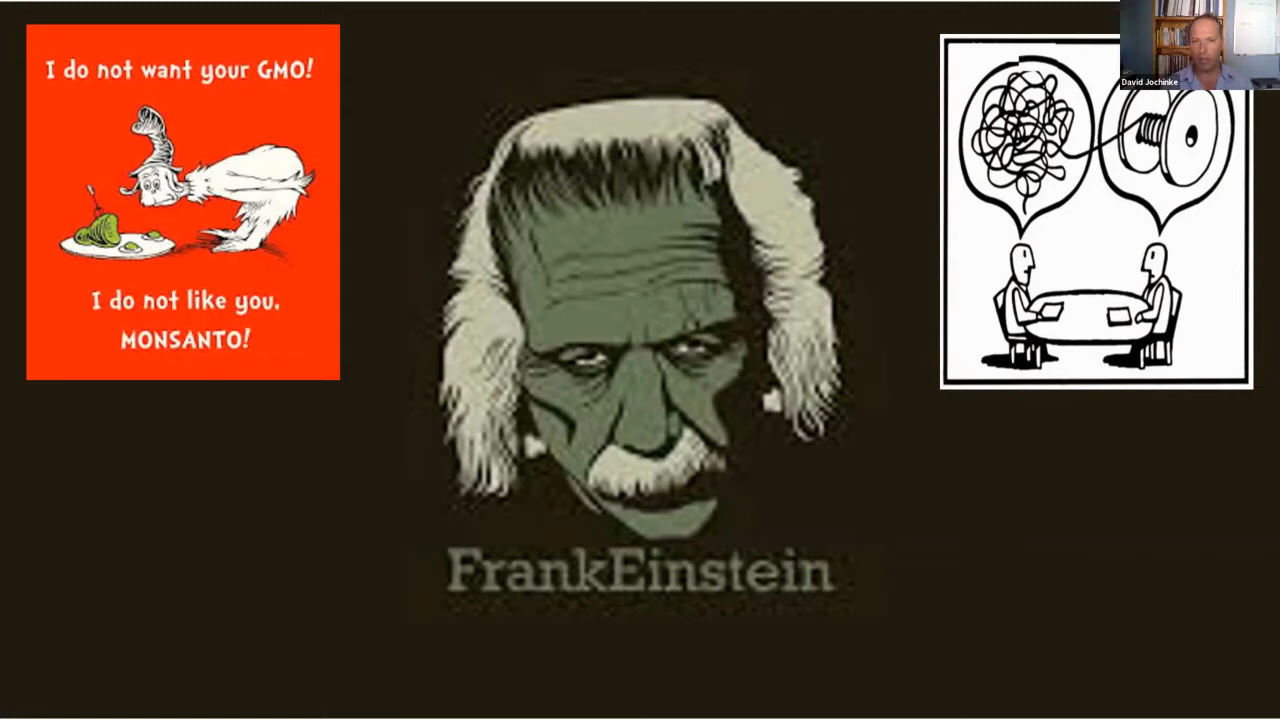 I do not want your GMO!
I do not like you,
MONSANTO!
FrankEinstein
David Jochinke